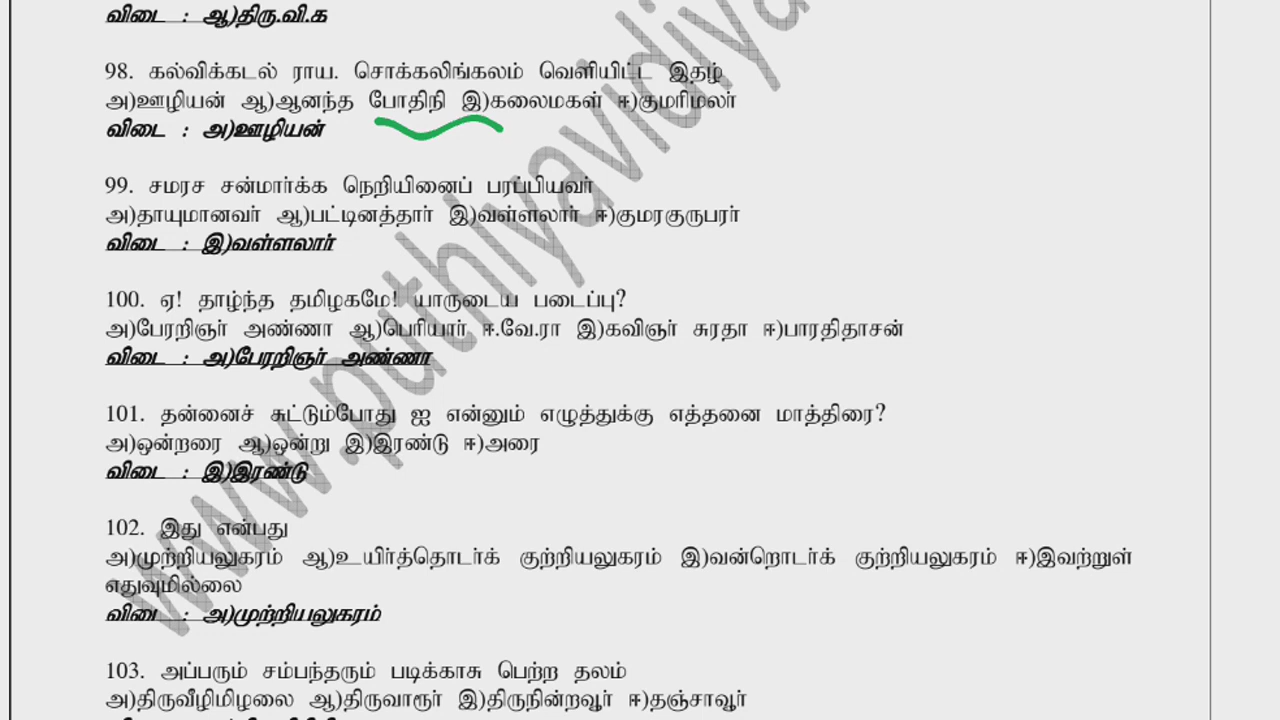 விடை : ஆ)திரு.வி.க
98. கல்விக்கடல் ராய. சொக்கலிங்கலம் வெளியிட்ட இதழ்
அ)ஊழியன் ஆ)ஆனந்த போதிநி இ)கலைமகள் ஈ)குமரிமலர்
விடை : அ)ஊழியன்
99. சமரச சன்மார்க்க நெறியினைப் பரப்பியவர்
அ)தாயுமானவர் ஆ)பட்டினத்தார் இ)வள்ளலார் ஈ)குமரகுருபரர்
விடை : இ)வள்ளலார்
100. ஏ! தாழ்ந்த தமிழகமே! யாருடைய படைப்பு?
அ)பேரறிஞர் அண்ணா ஆ)பெரியார் ஈ.வே.ரா இ)கவிஞர் சுரதா ஈ)பாரதிதாசன்
விடை : அ)பேரறிஞர் அண்ணா
101. தன்னைச் சுட்டும்போது ஐ என்னும் எழுத்துக்கு எத்தனை மாத்திரை?
அ)ஒன்றரை ஆ)ஒன்று இ)இரண்டு ஈ)அரை
விடை : இ)இரண்டு
102. இது என்பது
அ)முற்றியலுகரம் ஆ)உயிர்த்தொடர்க் குற்றியலுகரம் இ)வன்றொடர்க் குற்றியலுகரம் ஈ)இவற்றுள்
எதுவுமில்லை
விடை : அ)முற்றியலுகரம்
103. அப்பரும் சம்பந்தரும் படிக்காசு பெற்ற தலம்
அ)திருவீழிமிழலை ஆ)திருவாரூர் இ)திருநின்றவூர் ஈ)தஞ்சாவூர்
www.puthiyavidiya